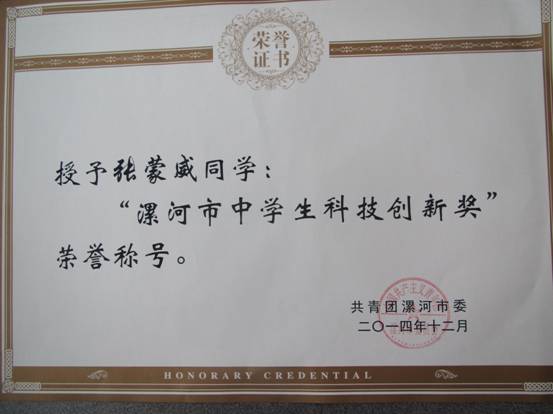 荣誉
证书
授予张蒙威同学：
“漯河市中学生科技创新奖”
荣誉称号。
共青团漯河市委
二〇一四年十二月
HONORARY CREDENTIAL